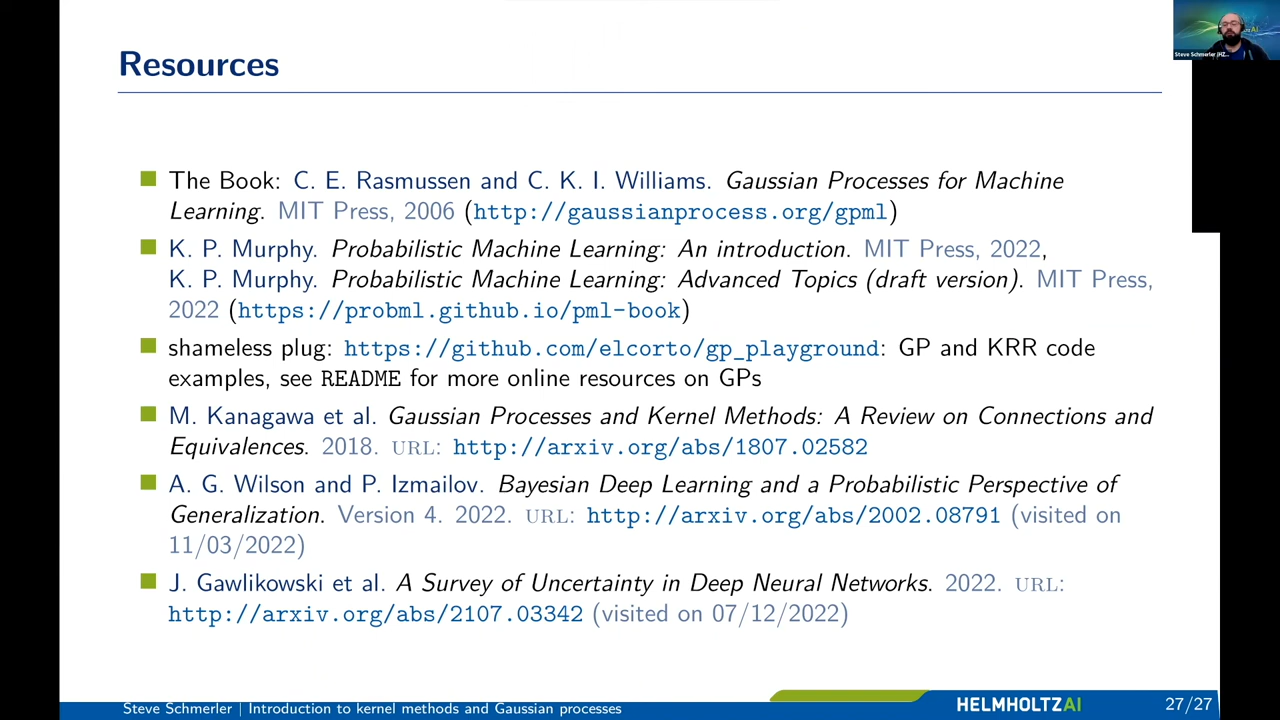 Resources
The Book: C. E. Rasmussen and C. K. I. Williams. Gaussian Processes for Machine
Learning. MIT Press, 2006 (http://gaussianprocess.org/gpml)
K. P. Murphy. Probabilistic Machine Learning: An introduction. MIT Press, 2022,
K. P. Murphy. Probabilistic Machine Learning: Advanced Topics (draft version). MIT Press,
2022 (https://probml.github.io/pml-book)
shameless plug: https://github.com/elcorto/gp_playground: GP and KRR code
examples, see README for more online resources on GPs
M. Kanagawa et al. Gaussian Processes and Kernel Methods: A Review on Connections and
Equivalences. 2018. URL: http://arxiv.org/abs/1807.02582
A. G. Wilson and P. Izmailov. Bayesian Deep Learning and a Probabilistic Perspective of
Generalization. Version 4. 2022. URL: http://arxiv.org/abs/2002.08791 (visited on
11/03/2022)
J. Gawlikowski et al. A Survey of Uncertainty in Deep Neural Networks. 2022. URL:
http://arxiv.org/abs/2107.03342 (visited on 07/12/2022)
Steve Schmerler | Introduction to kernel methods and Gaussian processes
HELMHOLTZAI
27/27
Steve Schmerler (HZ...